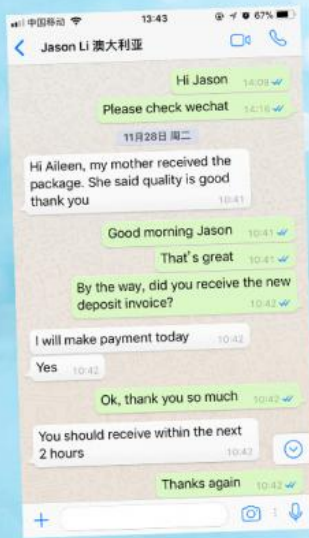 中国移动
13:43
67%
Jason Li 澳大利亚
Hi Jason 14:09
Please check wechat 14:16
11月28日 周二
Hi Aileen, my mother received the
package. She said quality is good
thank you 10:41
Good morning Jason 10:41
That's great 10:41
By the way, did you receive the new
deposit invoice? 10:42
I will make payment today 10:42
Yes 10:42
Ok, thank you so much 10:42
You should receive within the next
2 hours 10:42
Thanks again 10:42